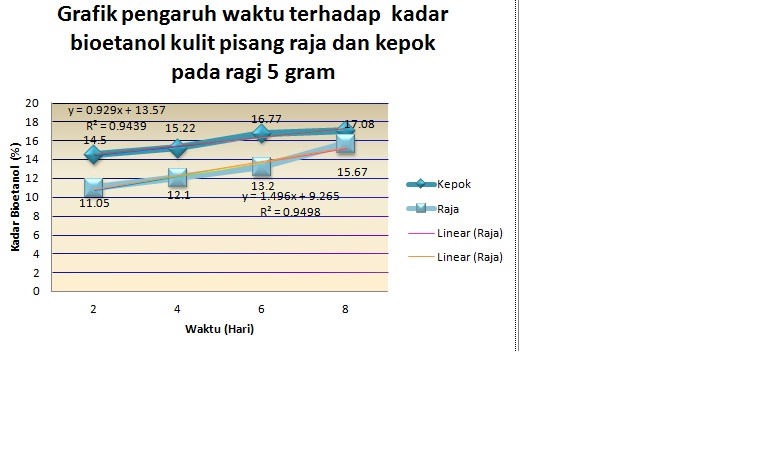 Grafik pengaruh waktu terhadap kadar
bioetanol kulit pisang raja dan kepok
pada ragi 5 gram
Kadar Bioetanol (%)
20
18
16
14
12
10
8
6
4
2
0
y = 0.929x + 13.57
R² = 0.9439
14.5
15.22
16.77
17.08
11.05
12.1
13.2
15.67
y = 1.496x + 9.265
R² = 0.9498
2 4 6 8
Waktu (Hari)
Kepok
Raja
Linear (Raja)
Linear (Raja)